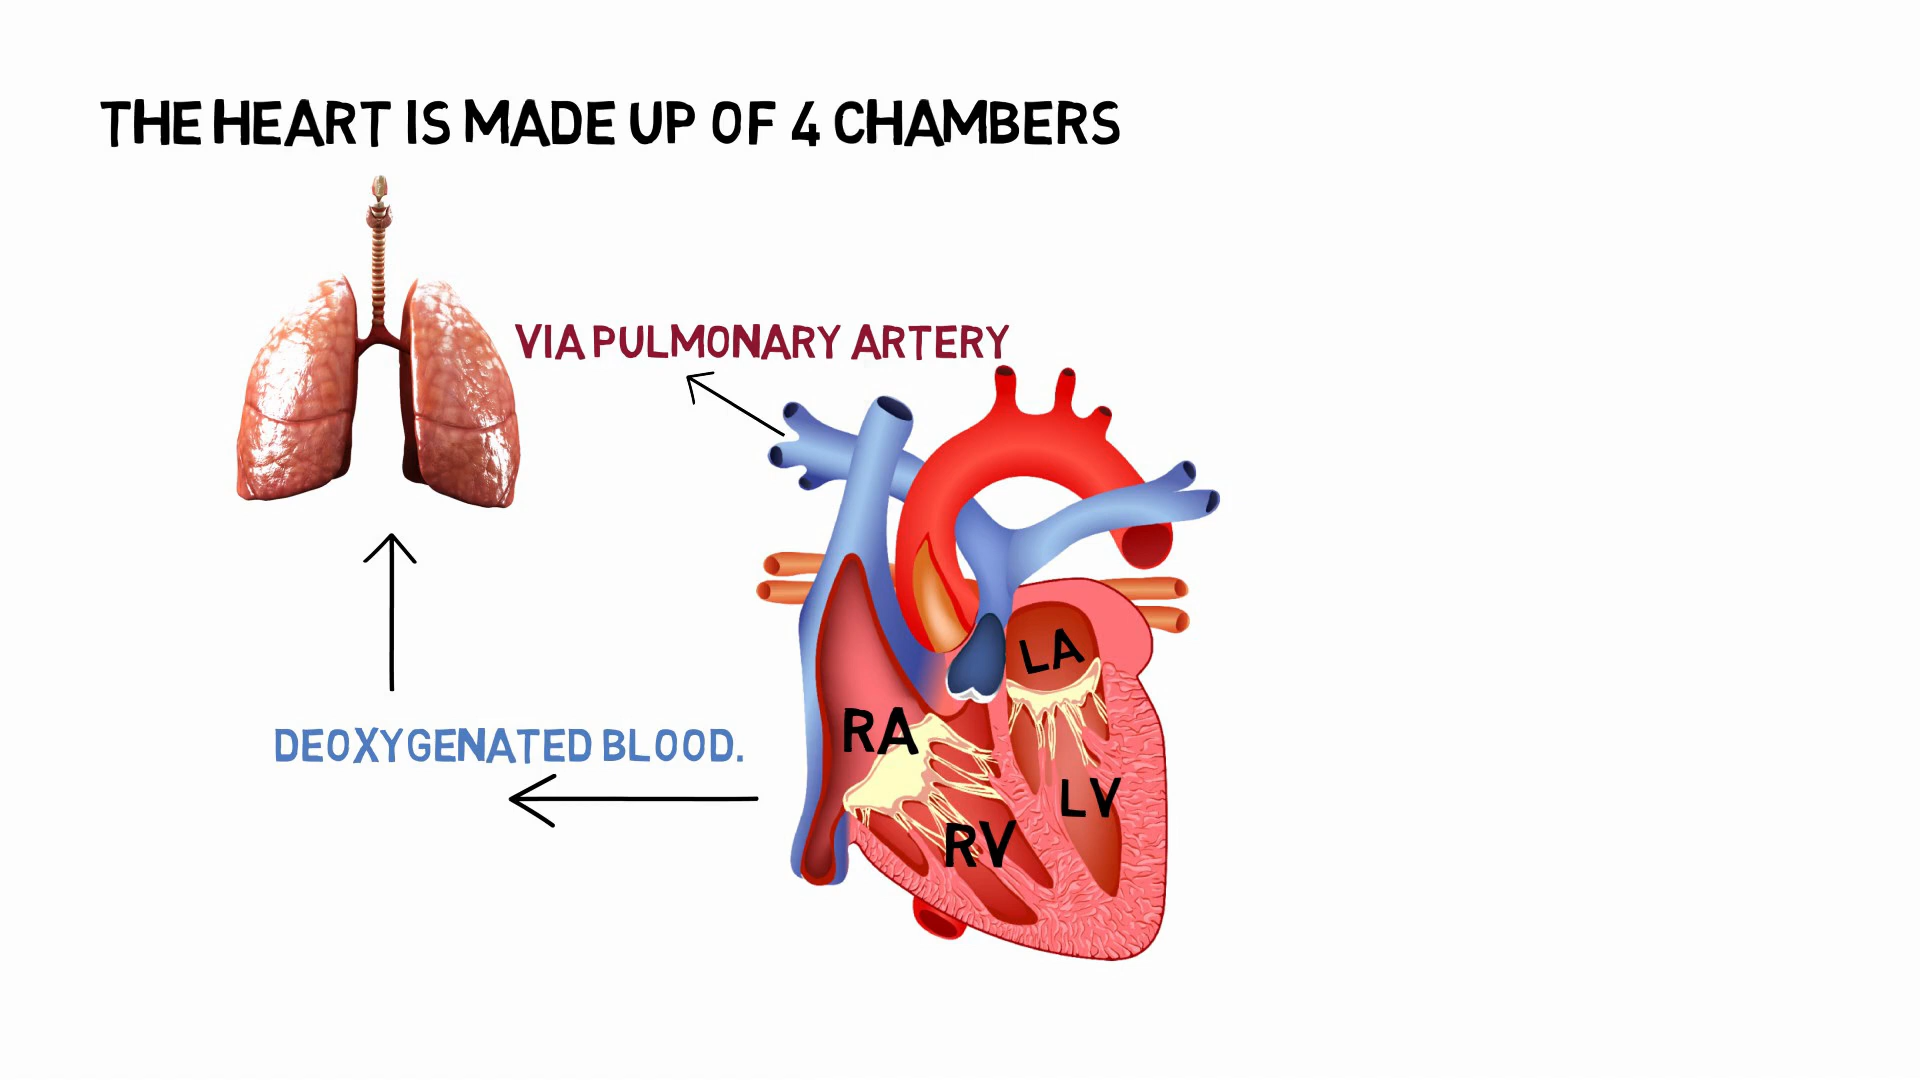 THE HEART IS MADE UP OF 4 CHAMBERS
VIA PULMONARY ARTERY
LA
RA
DEOXYGENATED BLOOD.
LV
RV